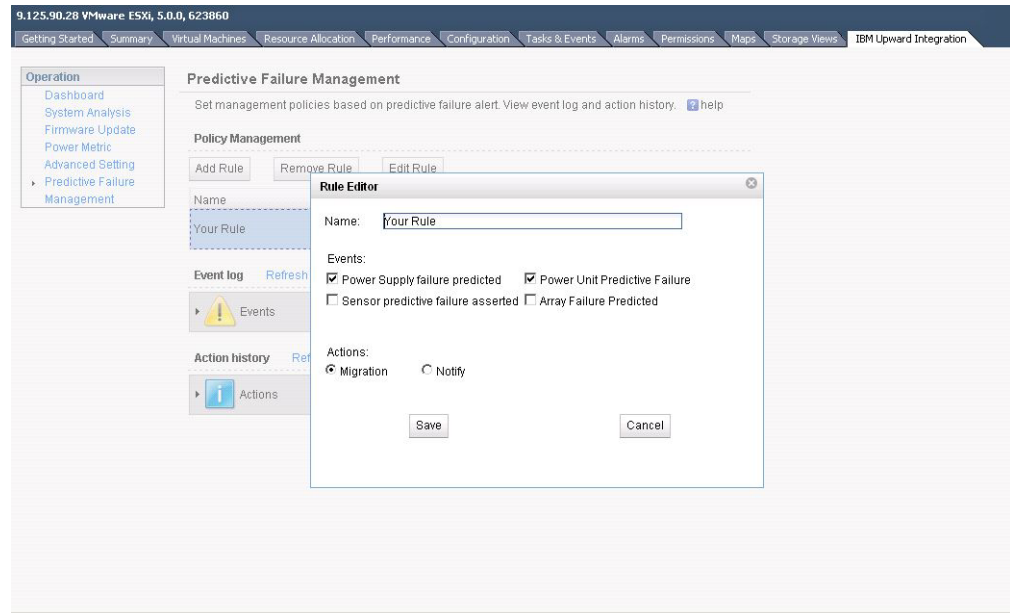 9.125.90.28 VMware ESXi, 5.0.0, 623860
Getting Started Summary Virtual Machines Resource Allocation Performance Configuration Tasks & Events Alarms Permissions Maps Storage Views IBM Upward Integration
Operation
Dashboard
System Analysis
Firmware Update
Power Metric
Advanced Setting
Predictive Failure
Management
Predictive Failure Management
Set management policies based on predictive failure alert. View event log and action history. ? help
Policy Management
Add Rule Remove Rule Edit Rule
Name
Your Rule
Event log Refresh
Events
Action history Ref
Actions
Rule Editor
Name: Your Rule
Events:
Power Supply failure predicted Power Unit Predictive Failure
Sensor predictive failure asserted Array Failure Predicted
Actions:
Migration Notify
Save Cancel